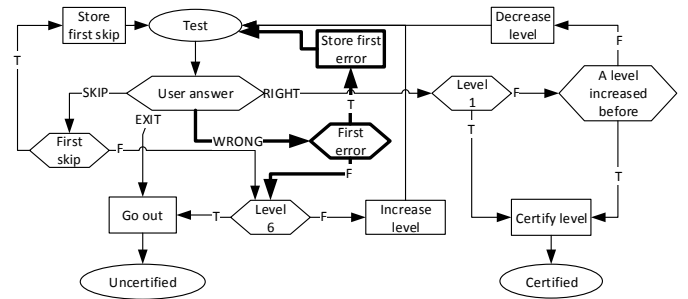 Store
first skip
Test
Decrease
level
Store first
error
T
F
SKIP
User answer
RIGHT
Level
1
F
A level
increased
before
EXIT
T
WRONG
First
error
T
First
skip
F
F
T
Go out
T
Level
6
F
Increase
level
Certify level
Uncertified
Certified